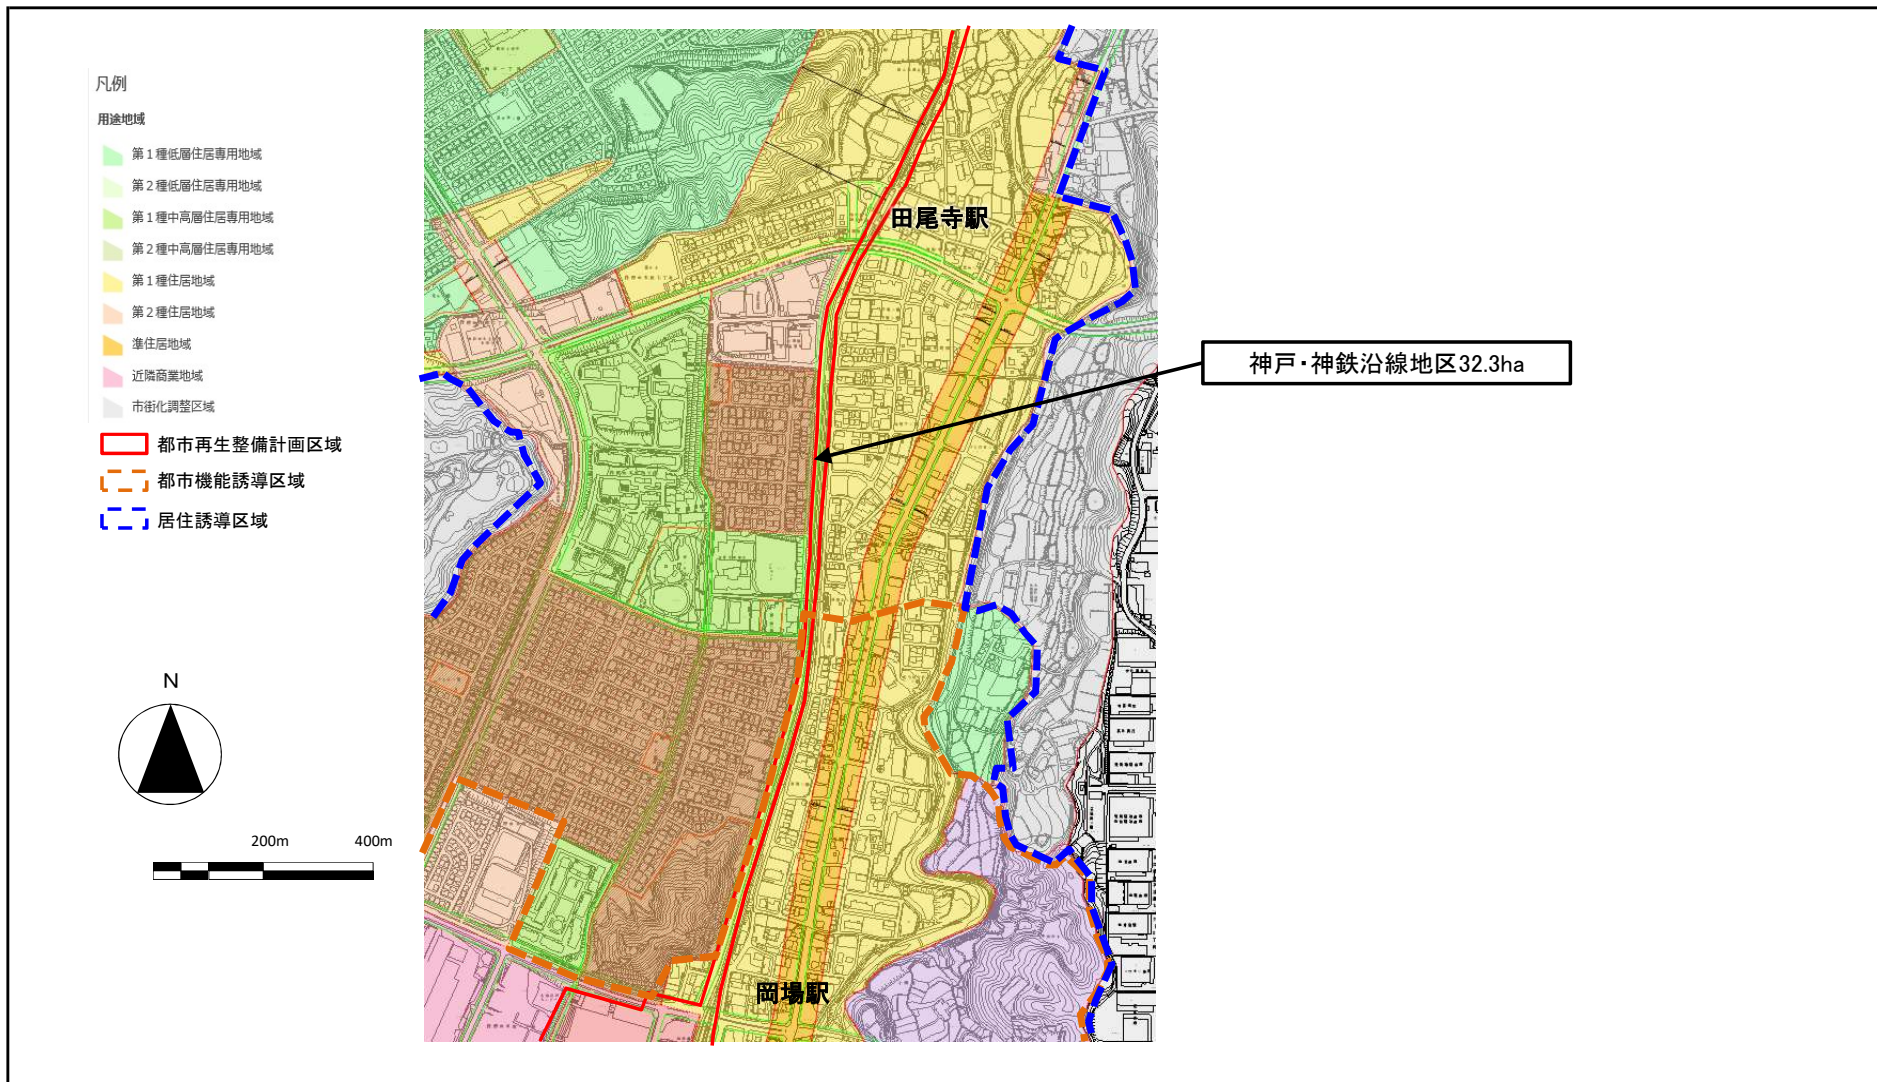 凡例
用途地域
第1種低層住居専用地域
第2種低層住居専用地域
第1種中高層住居専用地域
第2種中高層住居専用地域
第1種住居地域
第2種住居地域
準住居地域
近隣商業地域
市街化調整区域
都市再生整備計画区域
都市機能誘導区域
居住誘導区域
N
200m
400m
田尾寺駅
神戸・神鉄沿線地区32.3ha
岡場駅